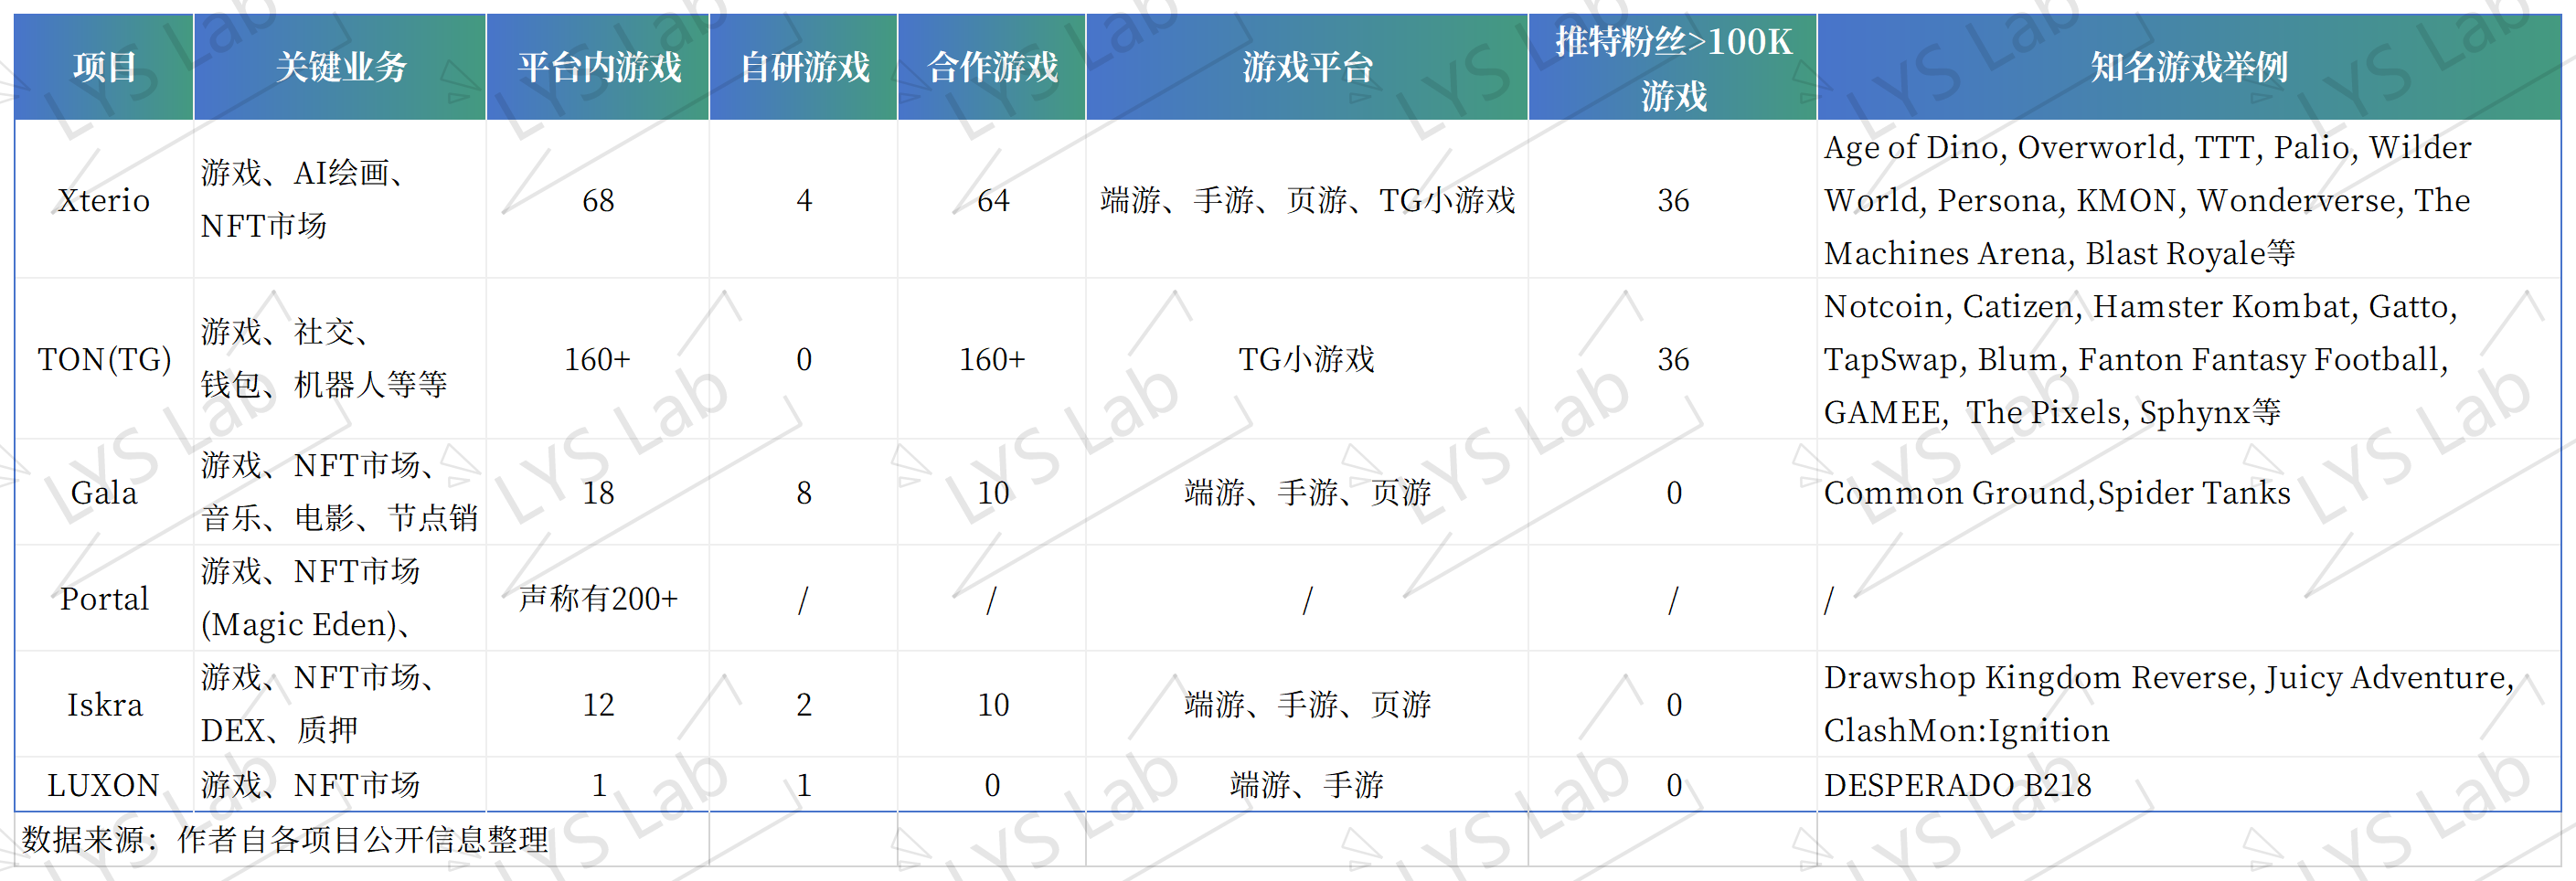 项目 关键业务 平台内游戏 自研游戏 合作游戏 游戏平台 推特粉丝>100K 知名游戏举例
游戏
Xterio 游戏、AI绘画、 68 4 64 端游、手游、页游、TG小游戏 36 Age of Dino, Overworld, TTT, Palio, Wilder
NFT市场 World, Persona, KMON, Wonderverse, The
Machines Arena, Blast Royale等
TON(TG) 游戏、社交、 160+ 0 160+ TG小游戏 36 Notcoin, Catizen, Hamster Kombat, Gatto,
钱包、机器人等等 TapSwap, Blum, Fanton Fantasy Football,
GAMEE, The Pixels, Sphynx等
Gala 游戏、NFT市场、 18 8 10 端游、手游、页游 0 Common Ground,Spider Tanks
音乐、电影、节点销
Portal 游戏、NFT市场 声称有200+ / / / / /
(Magic Eden)、
Iskra 游戏、NFT市场、 12 2 10 端游、手游、页游 0 Drawshop Kingdom Reverse, Juicy Adventure,
DEX、质押 ClashMon:Ignition
LUXON 游戏、NFT市场 1 1 0 端游、手游 0 DESPERADO B218
数据来源：作者自各项目公开信息整理
LYS Lab